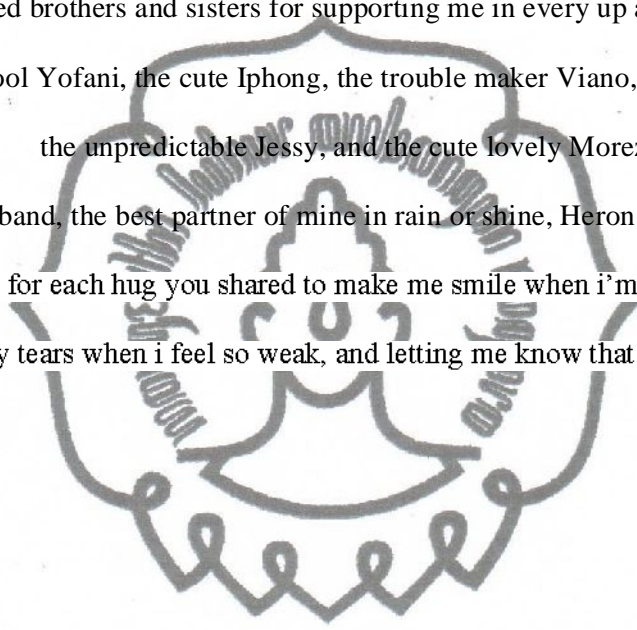 ed brothers and sisters for supporting me in every up a
ool Yofani, the cute Iphong, the trouble maker Viano,
the unpredictable Jessy, and the cute lovely Morez
band, the best partner of mine in rain or shine, Heron
for each hug you shared to make me smile when i'm
y tears when i feel so weak, and letting me know that